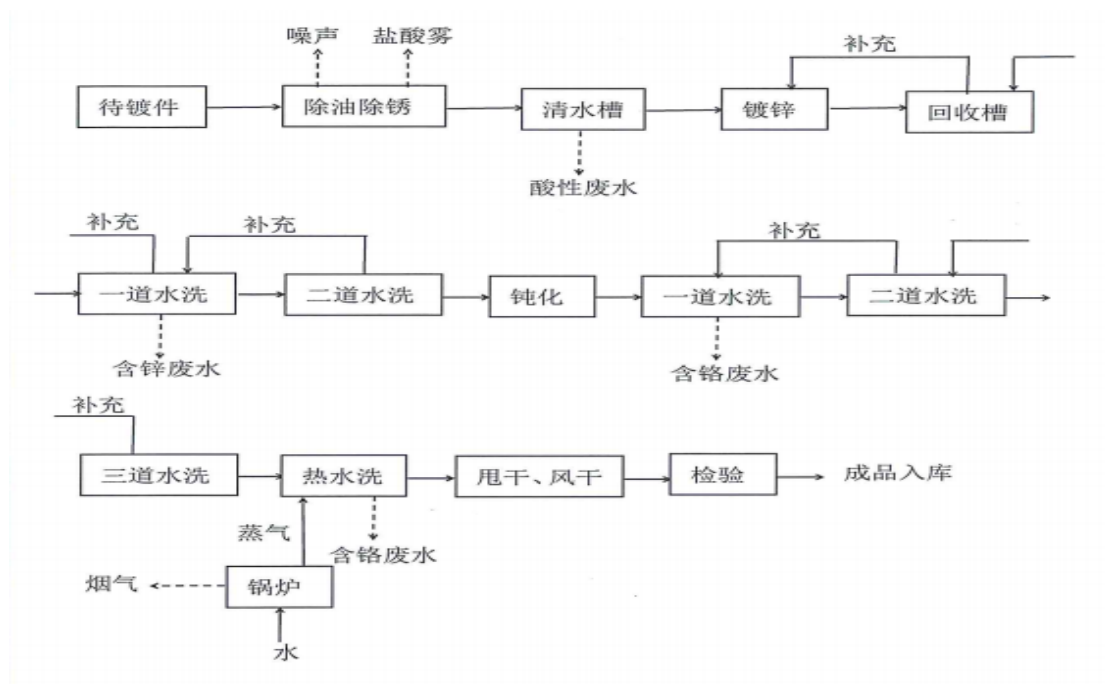 噪声
盐酸雾
补充
待镀件
除油除锈
清水槽
镀锌
回收槽
酸性废水
补充
补充
补充
一道水洗
二道水洗
钝化
一道水洗
二道水洗
含锌废水
含铬废水
补充
三道水洗
热水洗
甩干、风干
检验
成品入库
蒸气
含铬废水
烟气
锅炉
水